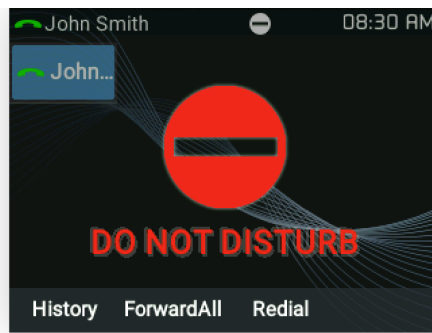 John Smith 08:30 AM
John...
DO NOT DISTURB
History ForwardAll Redial